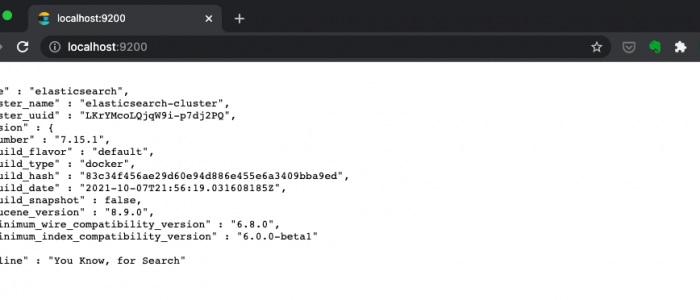 localhost:9200
localhost:9200
e" : "elasticsearch",
ster_name" : "elasticsearch-cluster",
ster_uuid" : "LKrYMcoLQjqW9i-p7dj2PQ",
sion" : {
umber" : "7.15.1",
uild_flavor" : "default",
uild_type" : "docker",
uild_hash" : "83c34f456ae29d60e94d886e455e6a3409bba9ed",
uild_date" : "2021-10-07T21:56:19.031608185Z",
uild_snapshot" : false,
ucene_version" : "8.9.0",
inimum_wire_compatibility_version" : "6.8.0",
inimum_index_compatibility_version" : "6.0.0-beta1"
line" : "You Know, for Search"